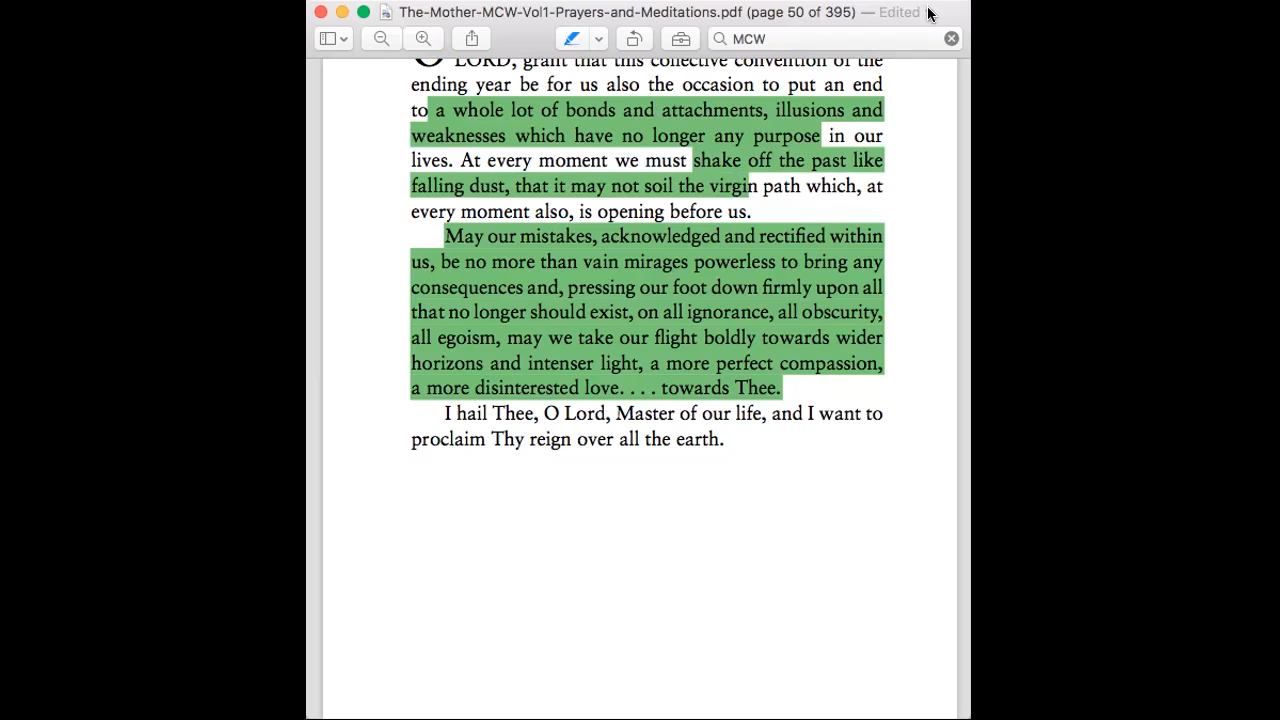 The-Mother-MCW-Vol1-Prayers-and-Meditations.pdf (page 50 of 395) — Edited
MCW
O LORD, grant that this collective convention of the
ending year be for us also the occasion to put an end
to a whole lot of bonds and attachments, illusions and
weaknesses which have no longer any purpose in our
lives. At every moment we must shake off the past like
falling dust, that it may not soil the virgin path which, at
every moment also, is opening before us.
May our mistakes, acknowledged and rectified within
us, be no more than vain mirages powerless to bring any
consequences and, pressing our foot down firmly upon all
that no longer should exist, on all ignorance, all obscurity,
all egoism, may we take our flight boldly towards wider
horizons and intenser light, a more perfect compassion,
a more disinterested love. . . . towards Thee.
I hail Thee, O Lord, Master of our life, and I want to
proclaim Thy reign over all the earth.